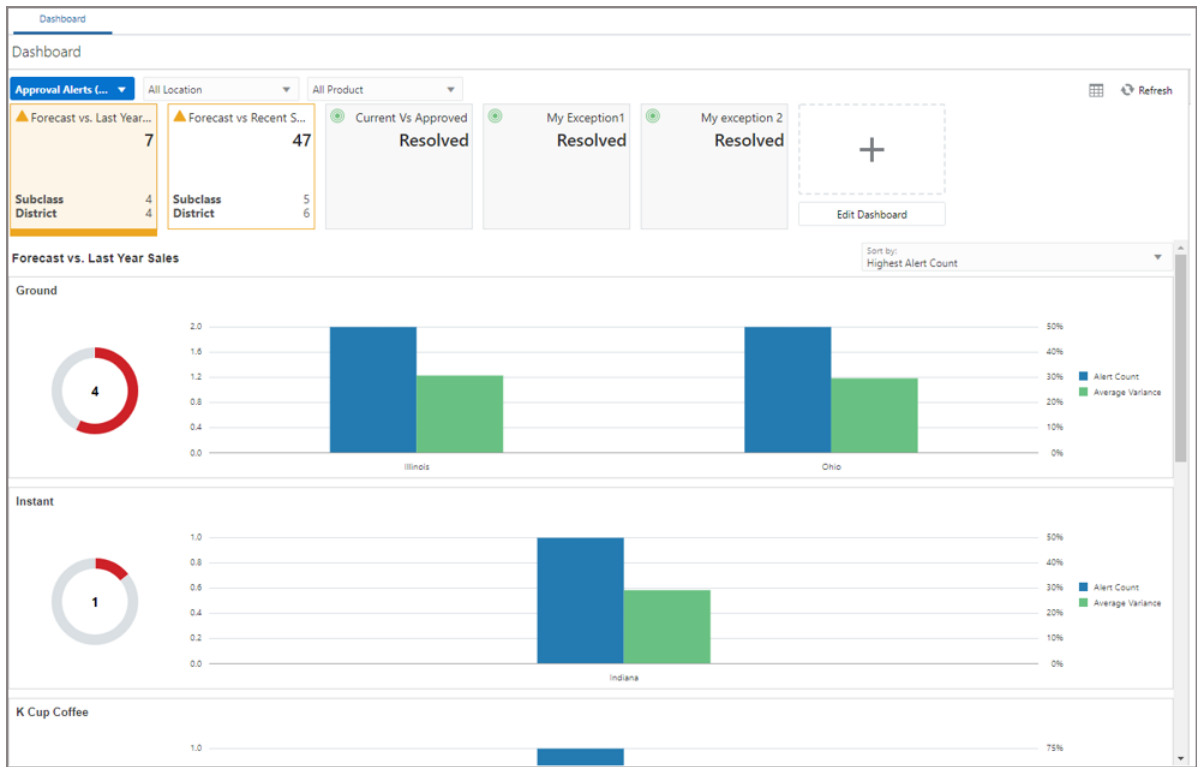 Dashboard
Dashboard
Approval Alerts (...
All Location
All Product
Refresh
Forecast vs. Last Year...
7
Subclass 4
District 4
Forecast vs Recent S...
47
Subclass 5
District 6
Current Vs Approved
Resolved
My Exception1
Resolved
My exception 2
Resolved
Edit Dashboard
Forecast vs. Last Year Sales
Sort by:
Highest Alert Count
Ground
4
2.0
1.6
1.2
0.8
0.4
0.0
Illinois
Ohio
50%
40%
30%
20%
10%
0%
Alert Count
Average Variance
Instant
1
1.0
0.8
0.6
0.4
0.2
0.0
Indiana
50%
40%
30%
20%
10%
0%
Alert Count
Average Variance
K Cup Coffee
1.0
75%